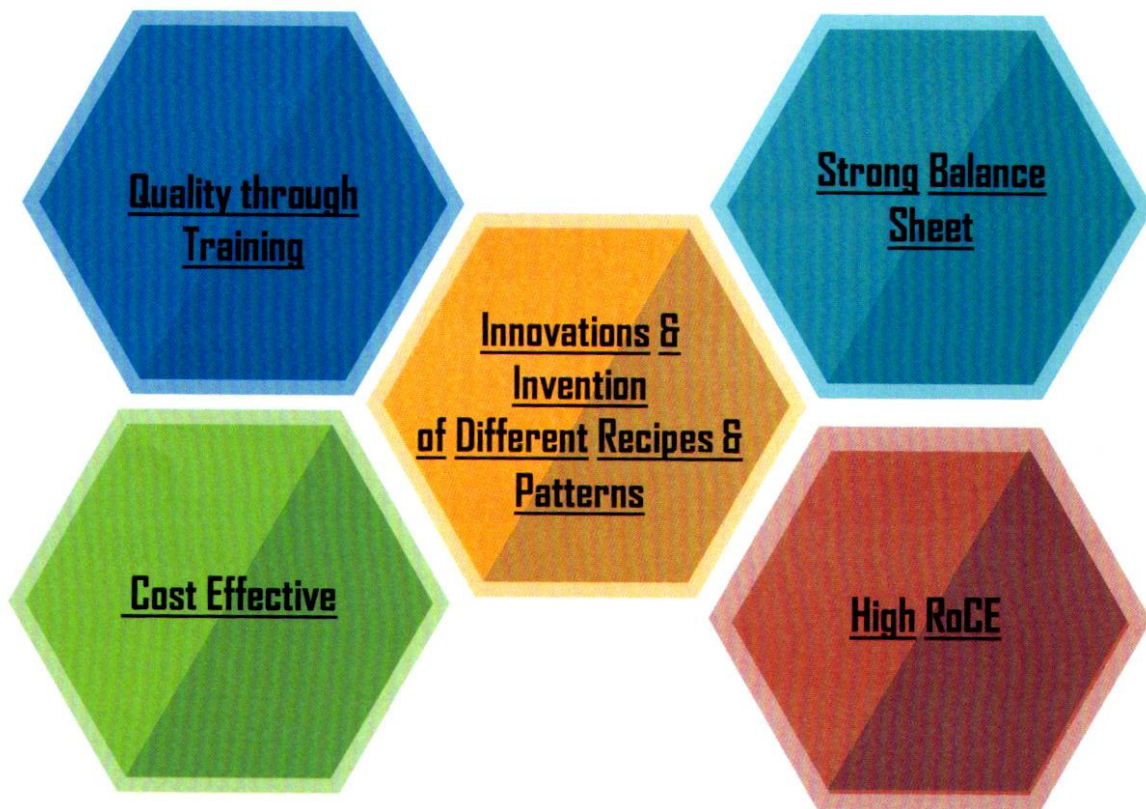 Quality through
Training
Strong Balance
Sheet
Innovations &
Invention
of Different Recipes &
Patterns
Cost Effective
High RoCE